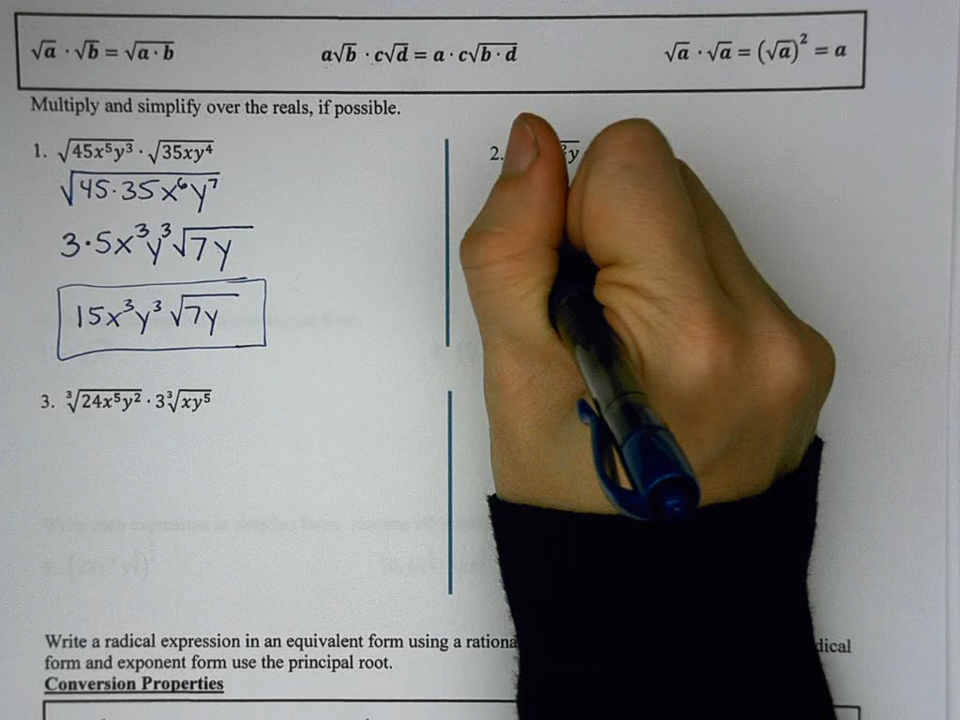 √a · √b = √(a · b)    a√b · c√d = a · c√(b · d)    √a · √a = (√a)² = a
Multiply and simplify over the reals, if possible.
1. √(45x⁵y³) · √(35xy⁴)
√(45·35x⁶y⁷)
3·5x³y³√(7y)
15x³y³√(7y)
2.
3. ∛(24x⁵y²) · 3∛(xy⁵)
Write a radical expression in an equivalent form using a
form and exponent form use the principal root.
Conversion Properties